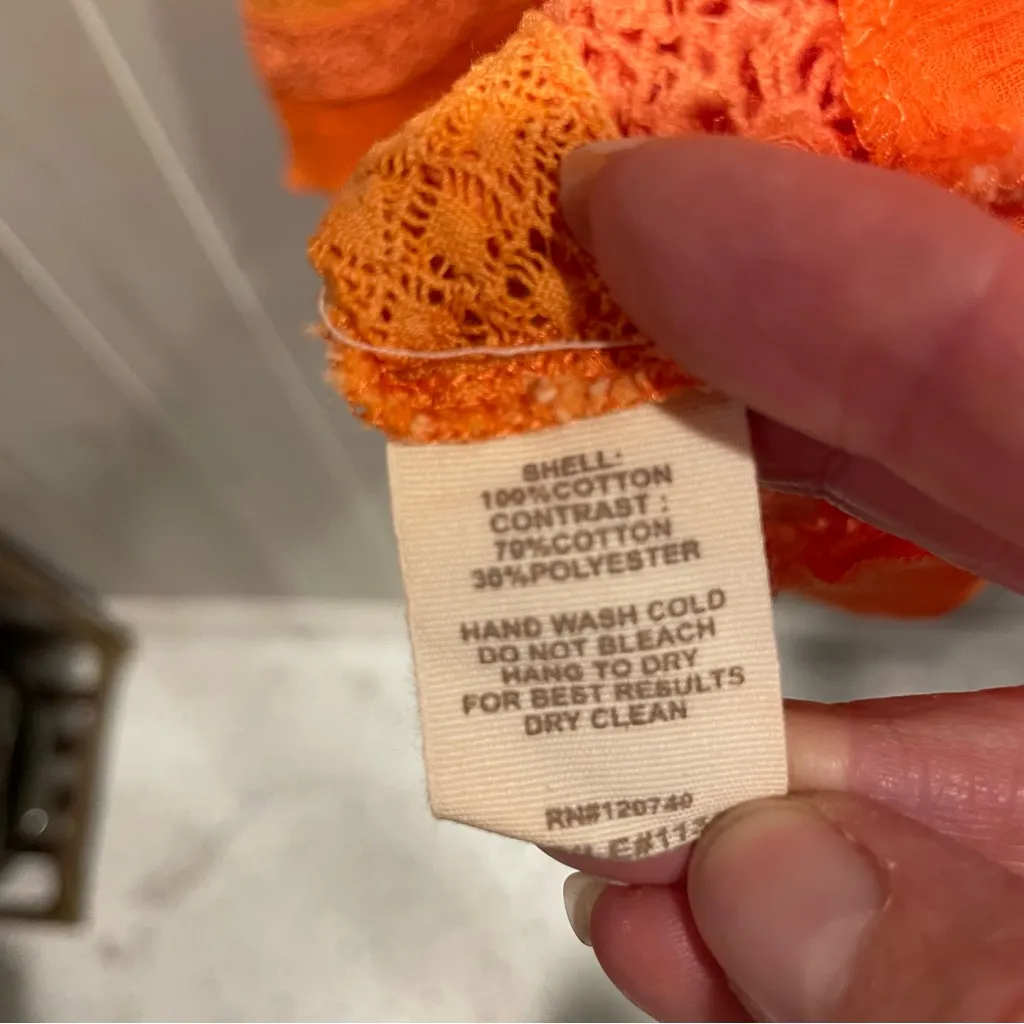 SHELL:
100%COTTON
CONTRAST :
70%COTTON
30%POLYESTER
HAND WASH COLD
DO NOT BLEACH
HANG TO DRY
FOR BEST RESULTS
DRY CLEAN
RN#120740